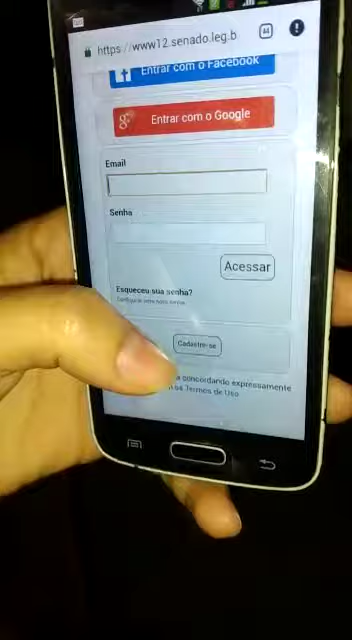 https://www12.senado.leg.b
Entrar com o Facebook
Entrar com o Google
Email
Senha
Acessar
Esqueceu sua senha?
Cadastre-se
concordando expressamente
os Termos de Uso